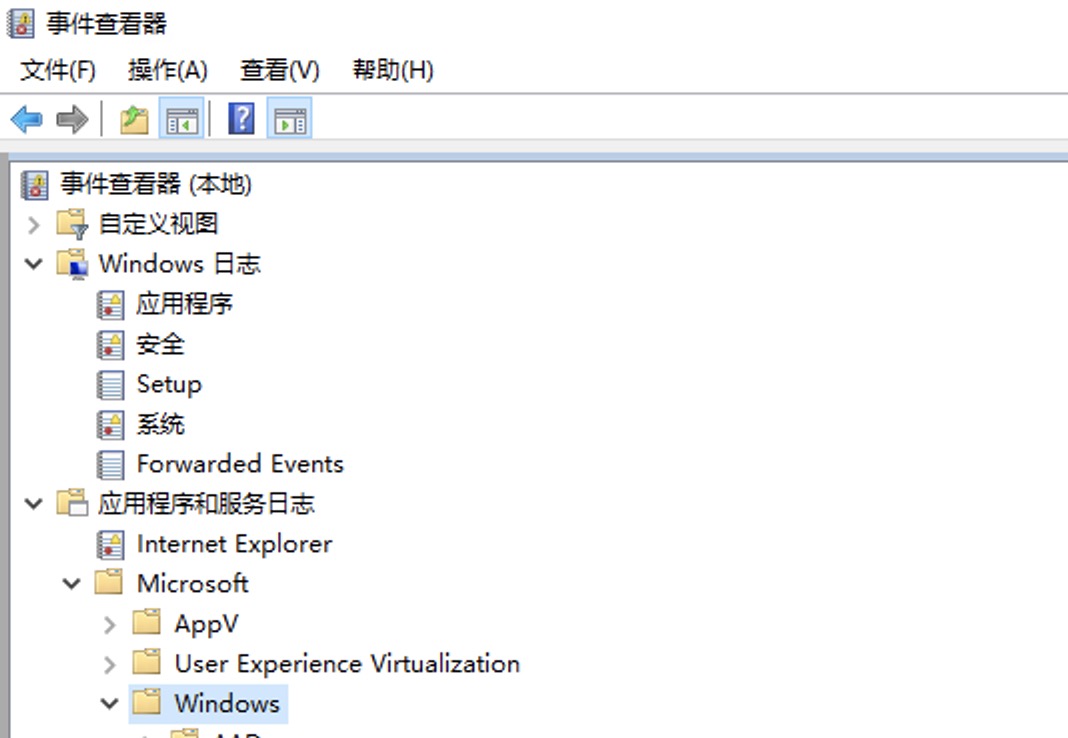 事件查看器
文件(F) 操作(A) 查看(V) 帮助(H)
事件查看器 (本地)
自定义视图
Windows 日志
应用程序
安全
Setup
系统
Forwarded Events
应用程序和服务日志
Internet Explorer
Microsoft
AppV
User Experience Virtualization
Windows